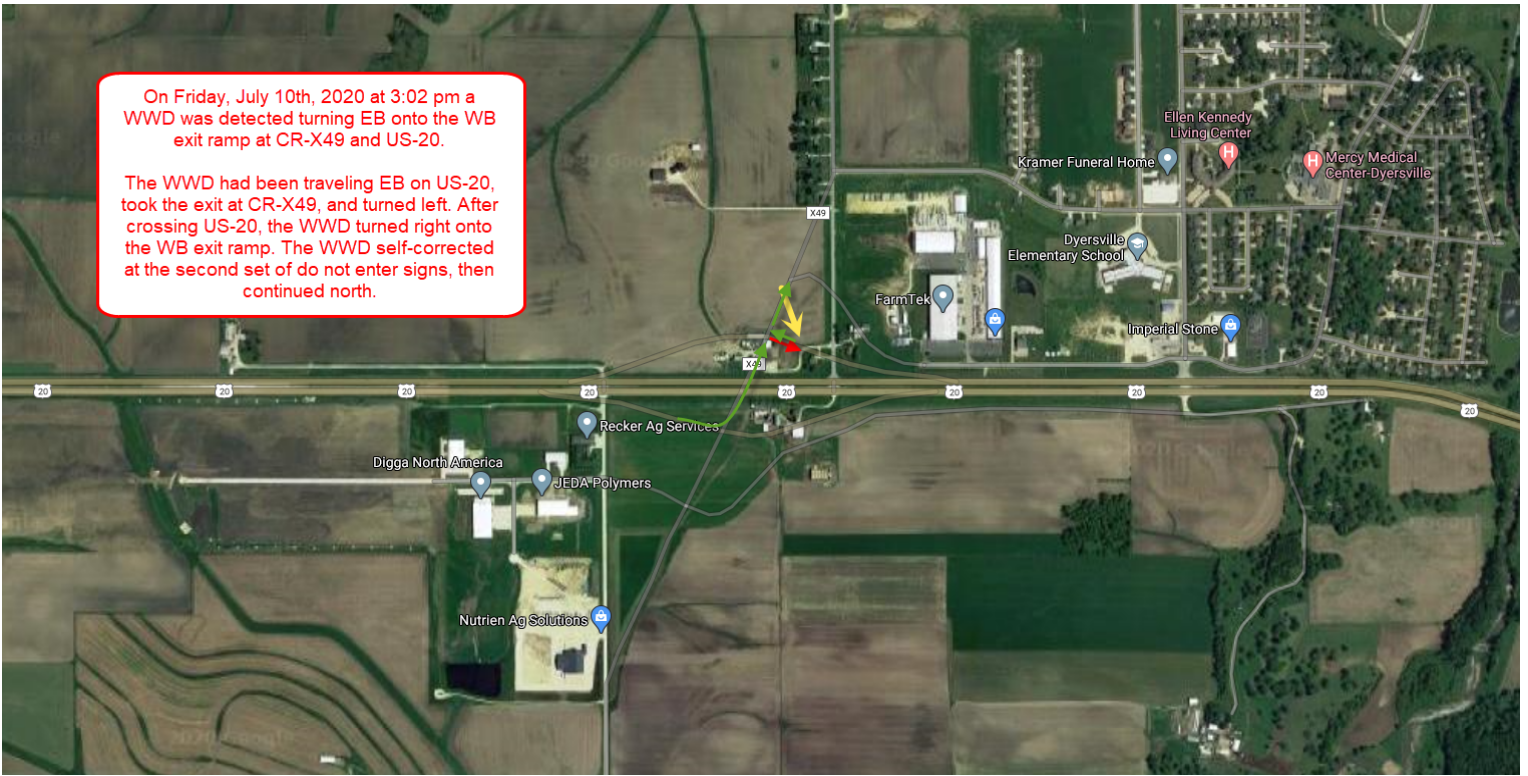 On Friday, July 10th, 2020 at 3:02 pm a
WWD was detected turning EB onto the WB
exit ramp at CR-X49 and US-20.
The WWD had been traveling EB on US-20,
took the exit at CR-X49, and turned left. After
crossing US-20, the WWD turned right onto
the WB exit ramp. The WWD self-corrected
at the second set of do not enter signs, then
continued north.
Ellen Kennedy
Living Center
Kramer Funeral Home
H
H
Mercy Medical
Center-Dyersville
X49
Dyersville
Elementary School
FarmTek
Imperial Stone
X49
20
20
20
20
20
20
20
20
20
Recker Ag Services
Digga North America
JEDA Polymers
Nutrien Ag Solutions